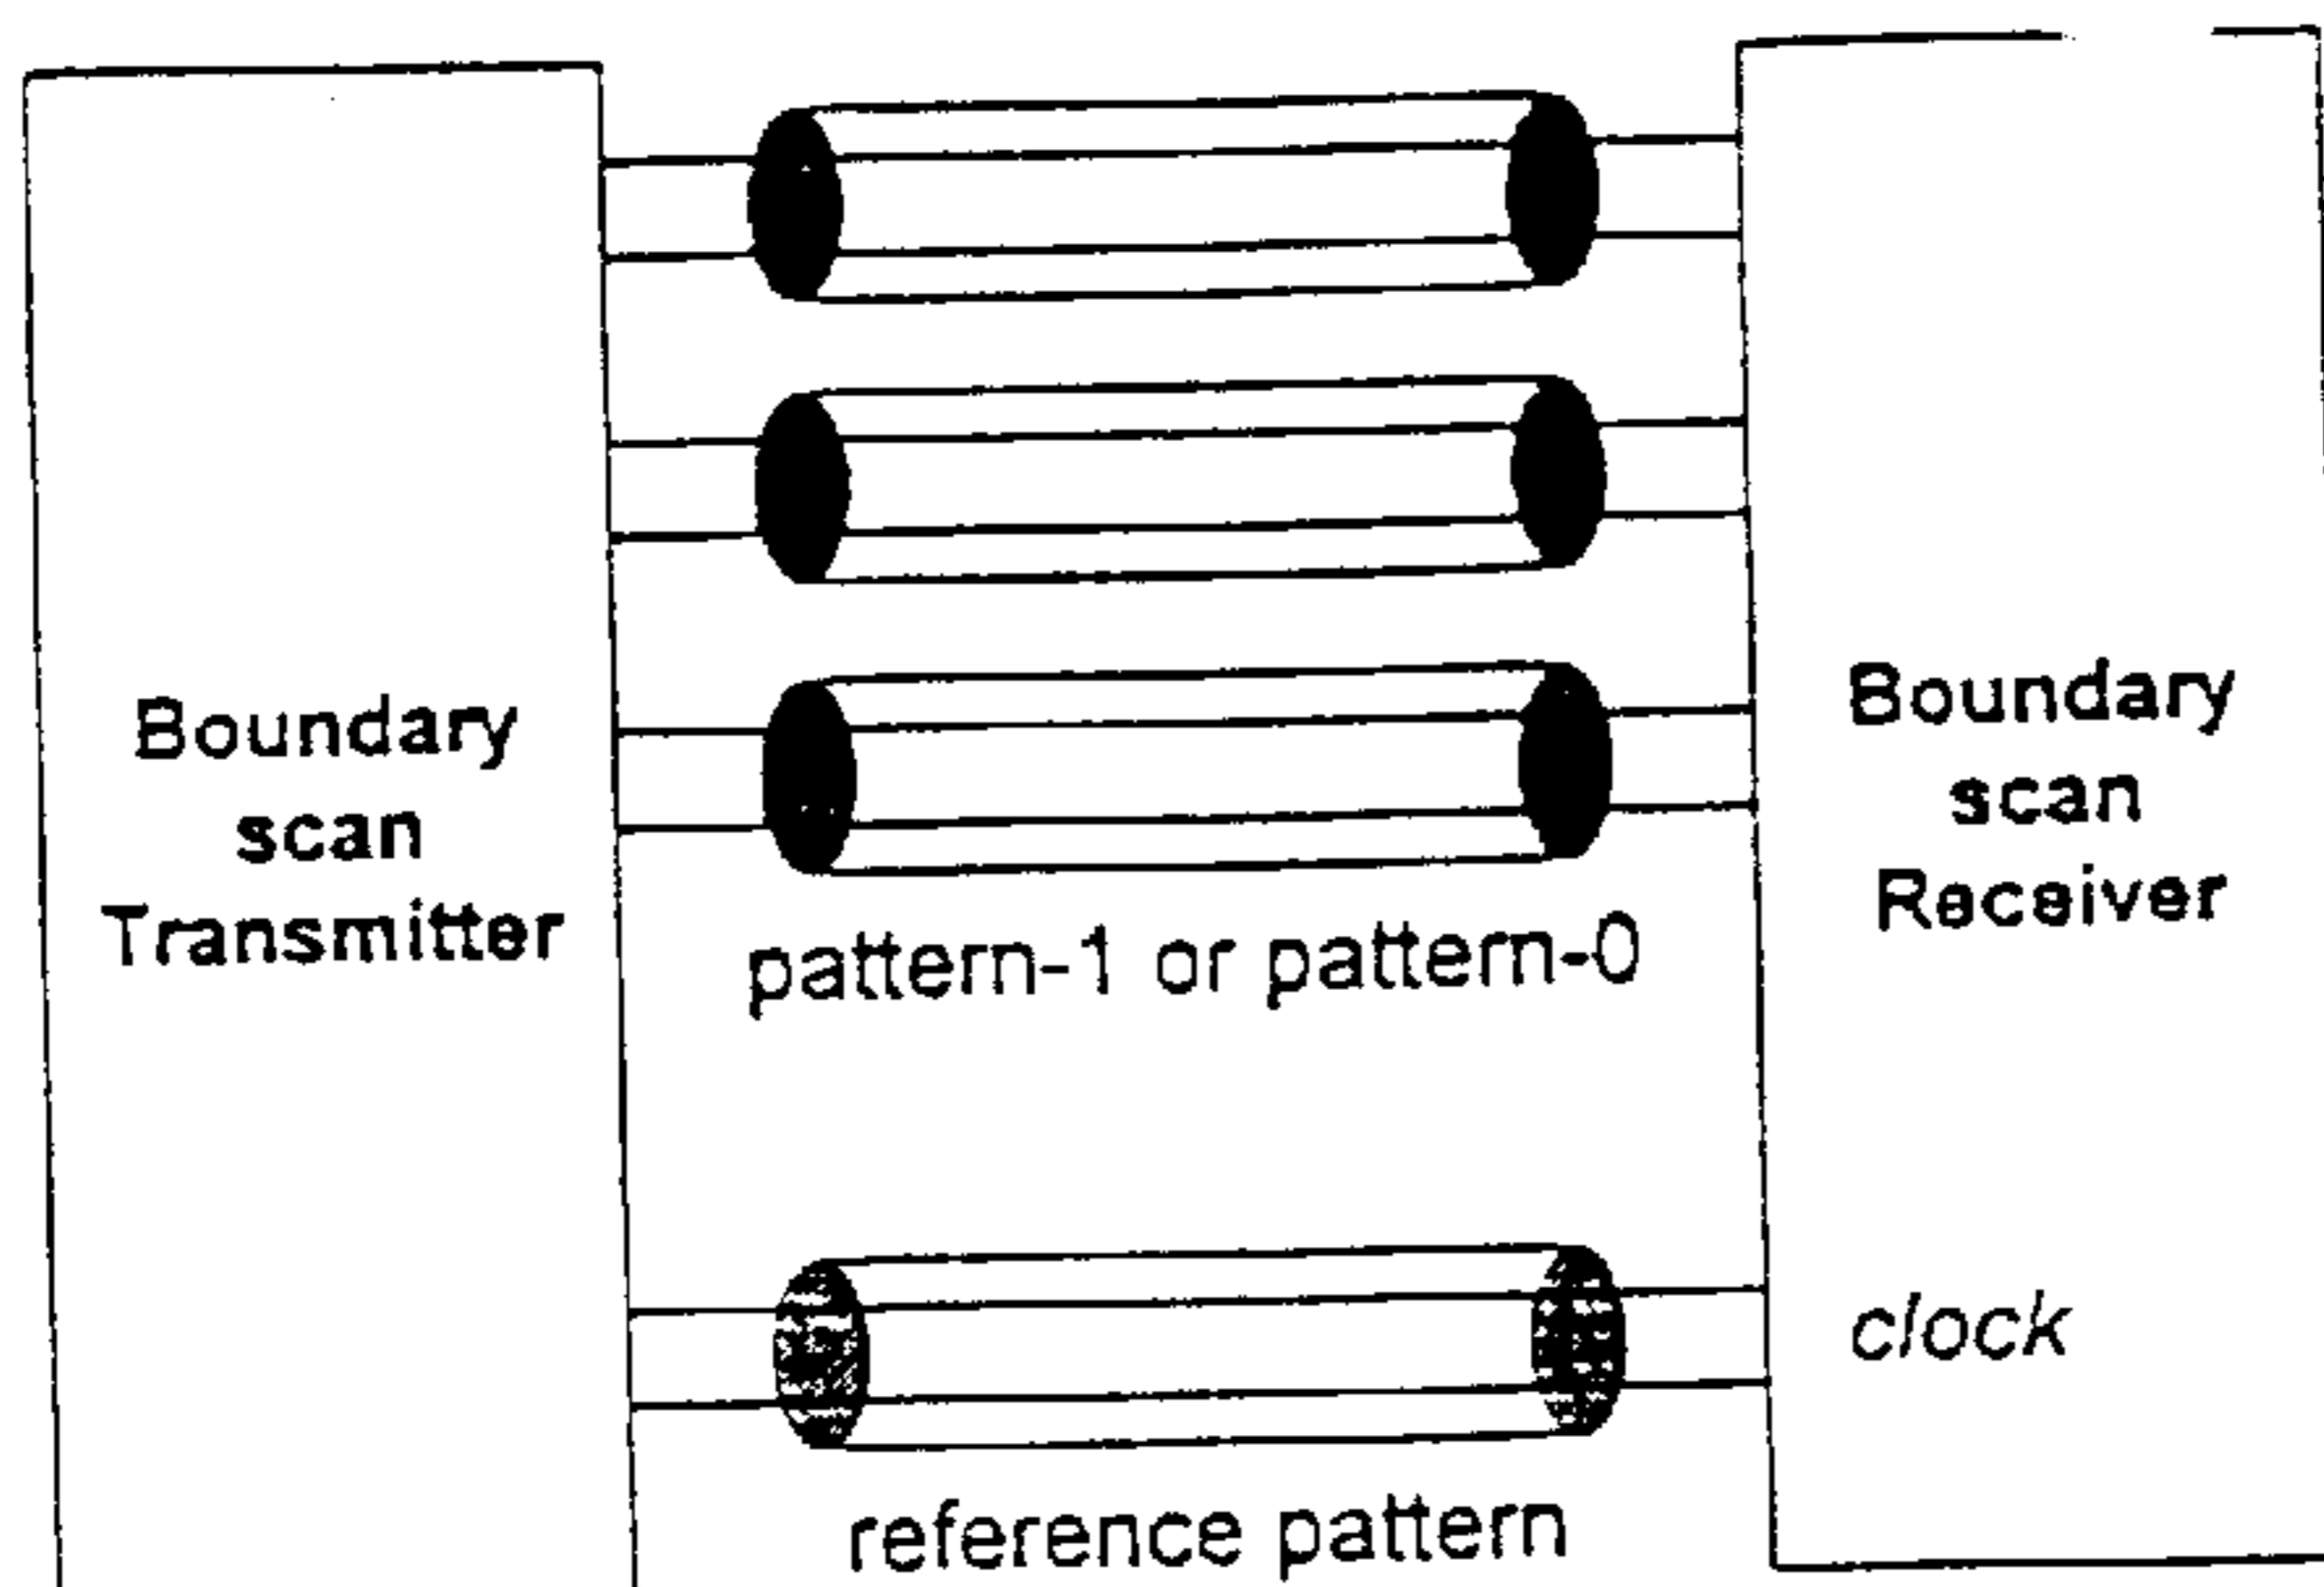 Boundary
scan
Transmitter
pattern-1 or pattern-0
Boundary
scan
Receiver
clock
reference pattern